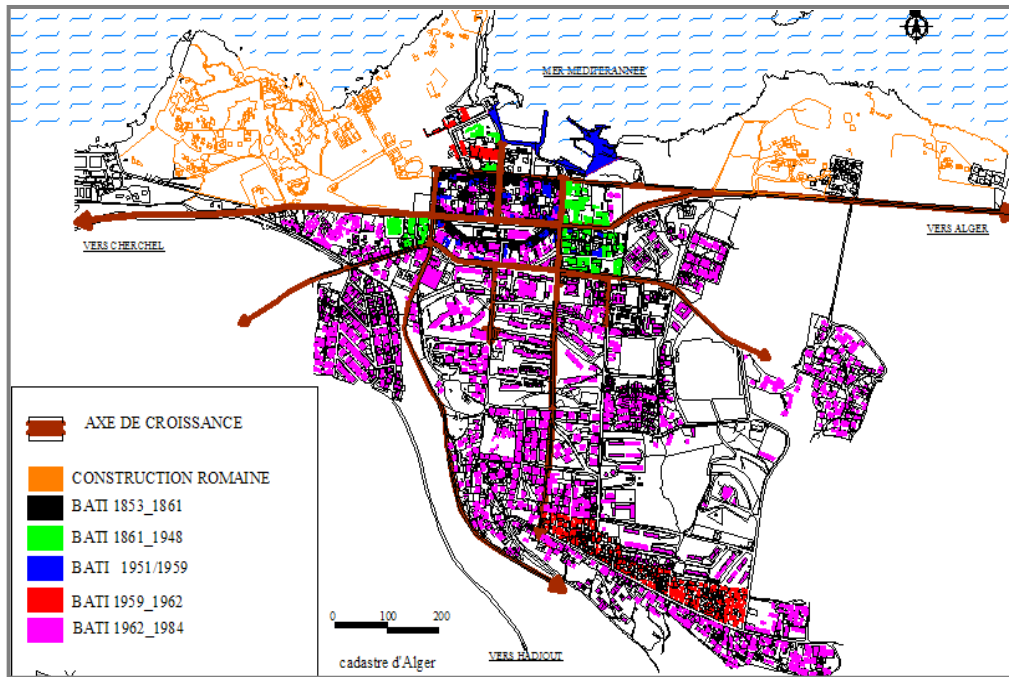 MER MEDIPERANNEE
VERS CHERCHEL
VERS ALGER
AXE DE CROISSANCE
CONSTRUCTION ROMAINE
BATI 1853_1861
BATI 1861_1948
BATI 1951/1959
BATI 1959_1962
BATI 1962_1984
0 100 200
cadastre d'Alger
VERS HADJOUT